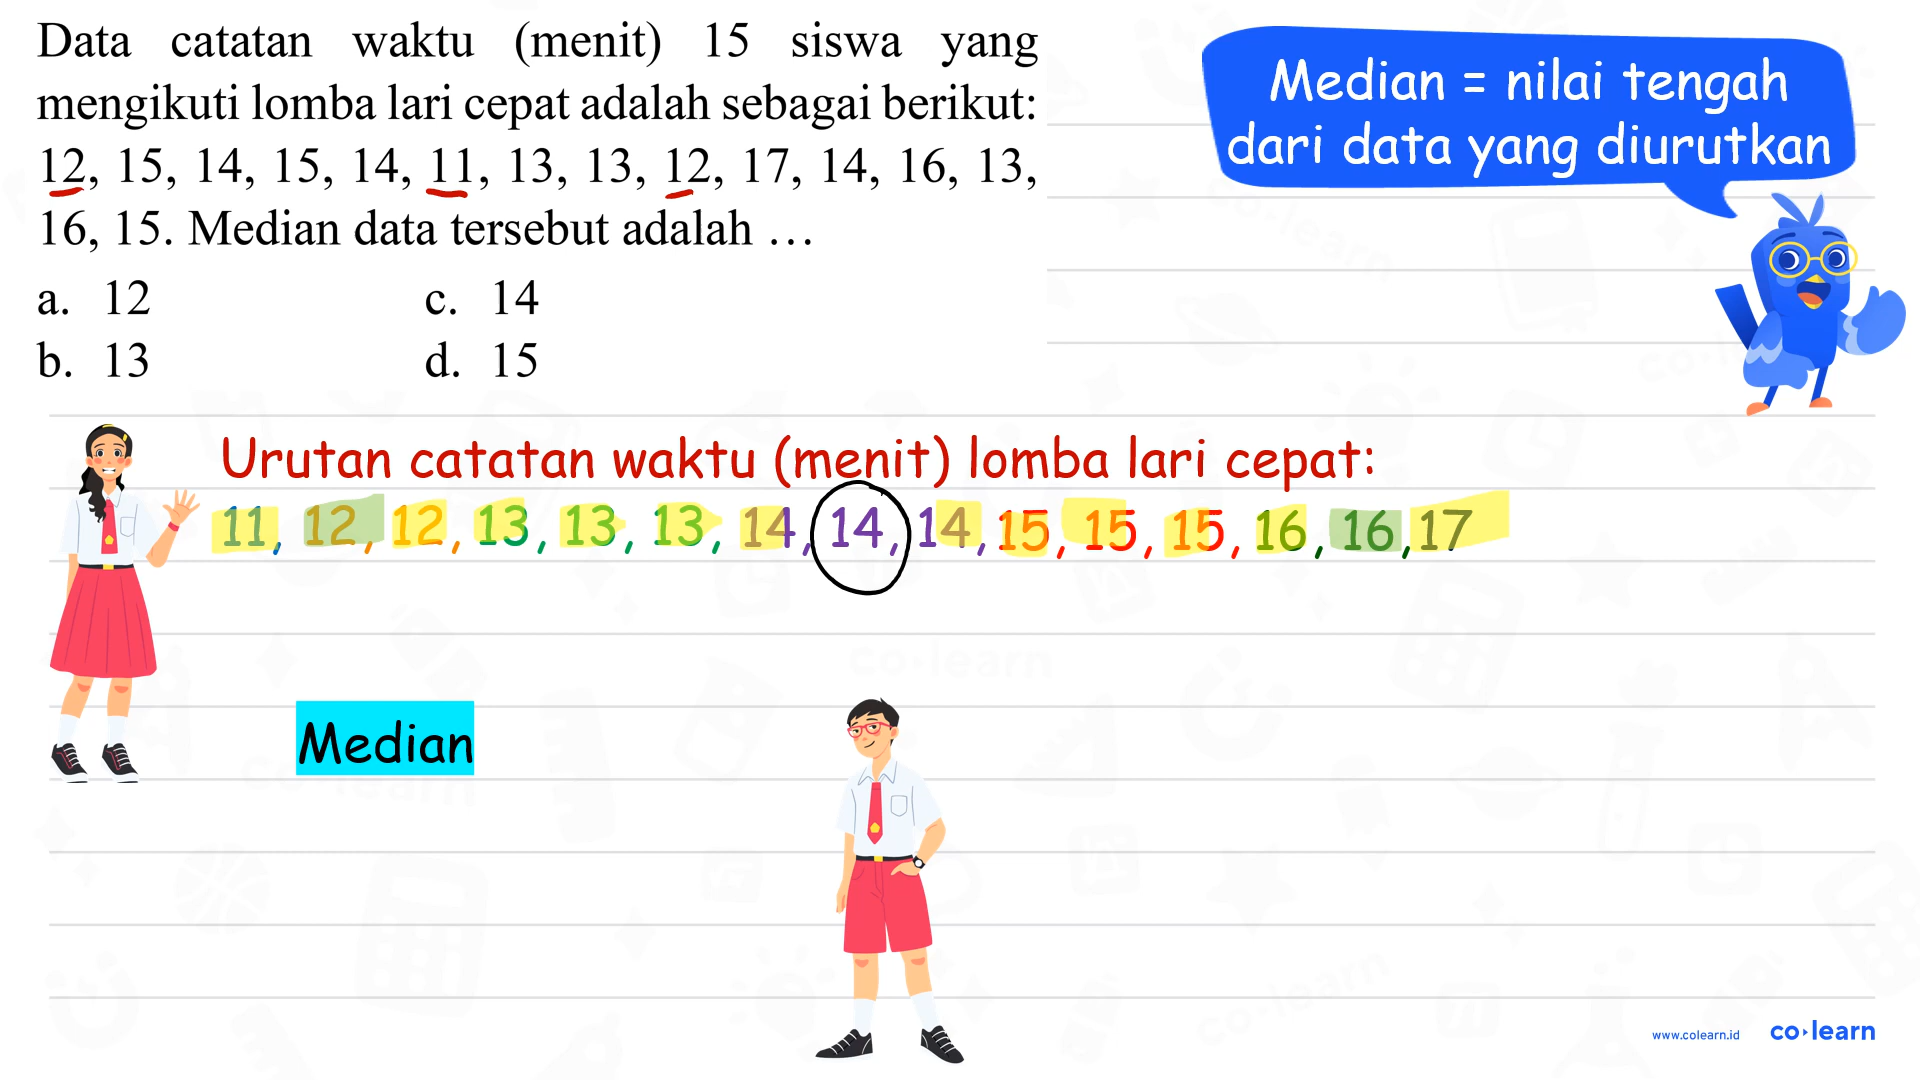 Data catatan waktu (menit) 15 siswa yang
mengikuti lomba lari cepat adalah sebagai berikut:
12, 15, 14, 15, 14, 11, 13, 13, 12, 17, 14, 16, 13,
16, 15. Median data tersebut adalah …
a. 12 c. 14
b. 13 d. 15
Median = nilai tengah
dari data yang diurutkan
Urutan catatan waktu (menit) lomba lari cepat:
11, 12, 12, 13, 13, 13, 14, 14, 14, 15, 15, 15, 16, 16, 17
Median
www.colearn.id co·learn